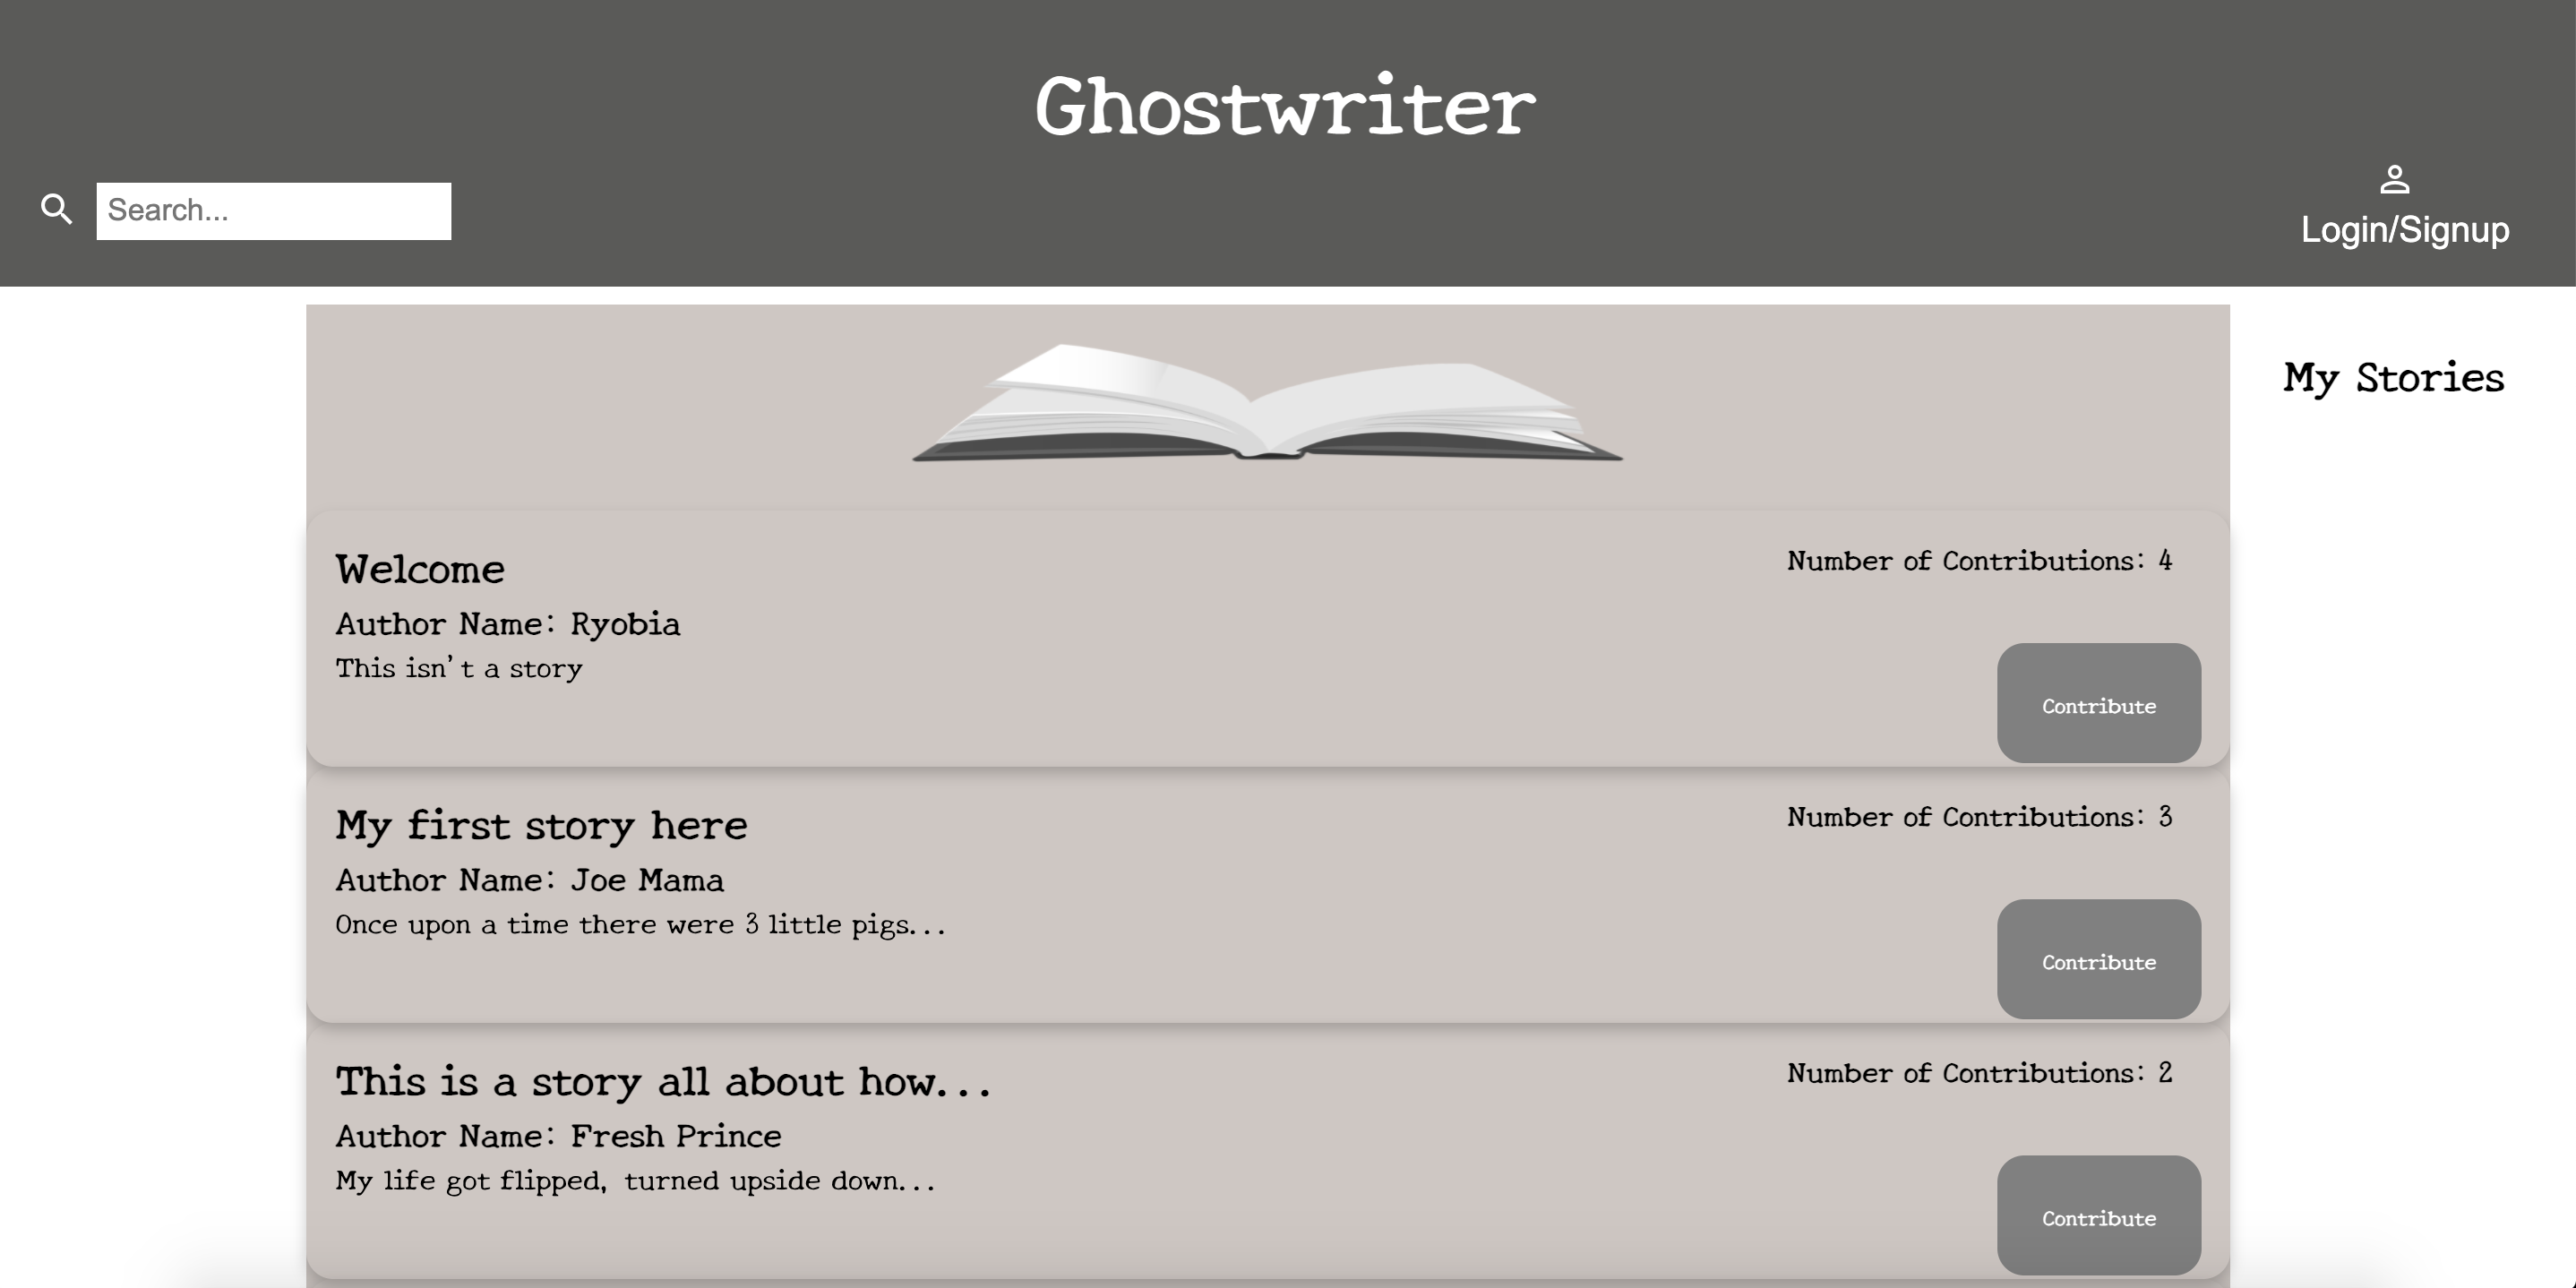 Ghostwriter
Search...
Login/Signup
My Stories
Welcome
Number of Contributions: 4
Author Name: Ryobia
This isn't a story
Contribute
My first story here
Number of Contributions: 3
Author Name: Joe Mama
Once upon a time there were 3 little pigs...
Contribute
This is a story all about how...
Number of Contributions: 2
Author Name: Fresh Prince
My life got flipped, turned upside down...
Contribute